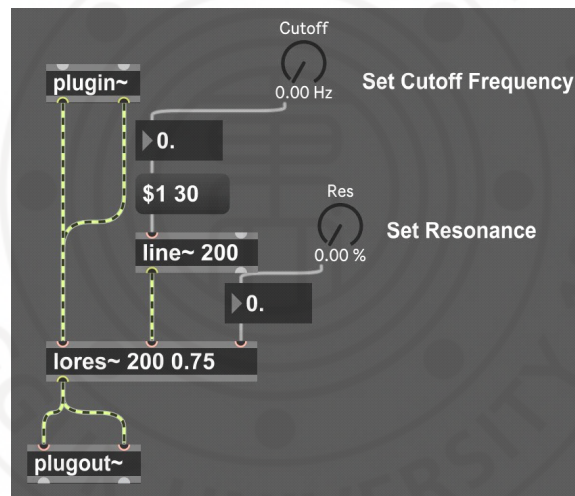 Cutoff
plugin~
0.00 Hz
Set Cutoff Frequency
0.
$1 30
Res
line~ 200
0.00 %
Set Resonance
0.
lores~ 200 0.75
plugout~